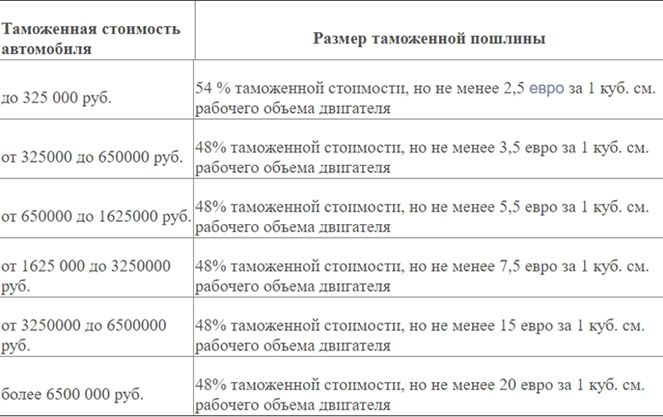 Таможенная стоимость
автомобиля
Размер таможенной пошлины
до 325 000 руб.
54 % таможенной стоимости, но не менее 2,5 евро за 1 куб. см.
рабочего объема двигателя
от 325000 до 650000 руб.
48% таможенной стоимости, но не менее 3,5 евро за 1 куб. см.
рабочего объема двигателя
от 650000 до 1625000 руб.
48% таможенной стоимости, но не менее 5,5 евро за 1 куб. см.
рабочего объема двигателя
от 1625 000 до 3250000
руб.
48% таможенной стоимости, но не менее 7,5 евро за 1 куб. см.
рабочего объема двигателя
от 3250000 до 6500000
руб.
48% таможенной стоимости, но не менее 15 евро за 1 куб. см.
рабочего объема двигателя
более 6500 000 руб.
48% таможенной стоимости, но не менее 20 евро за 1 куб. см.
рабочего объема двигателя